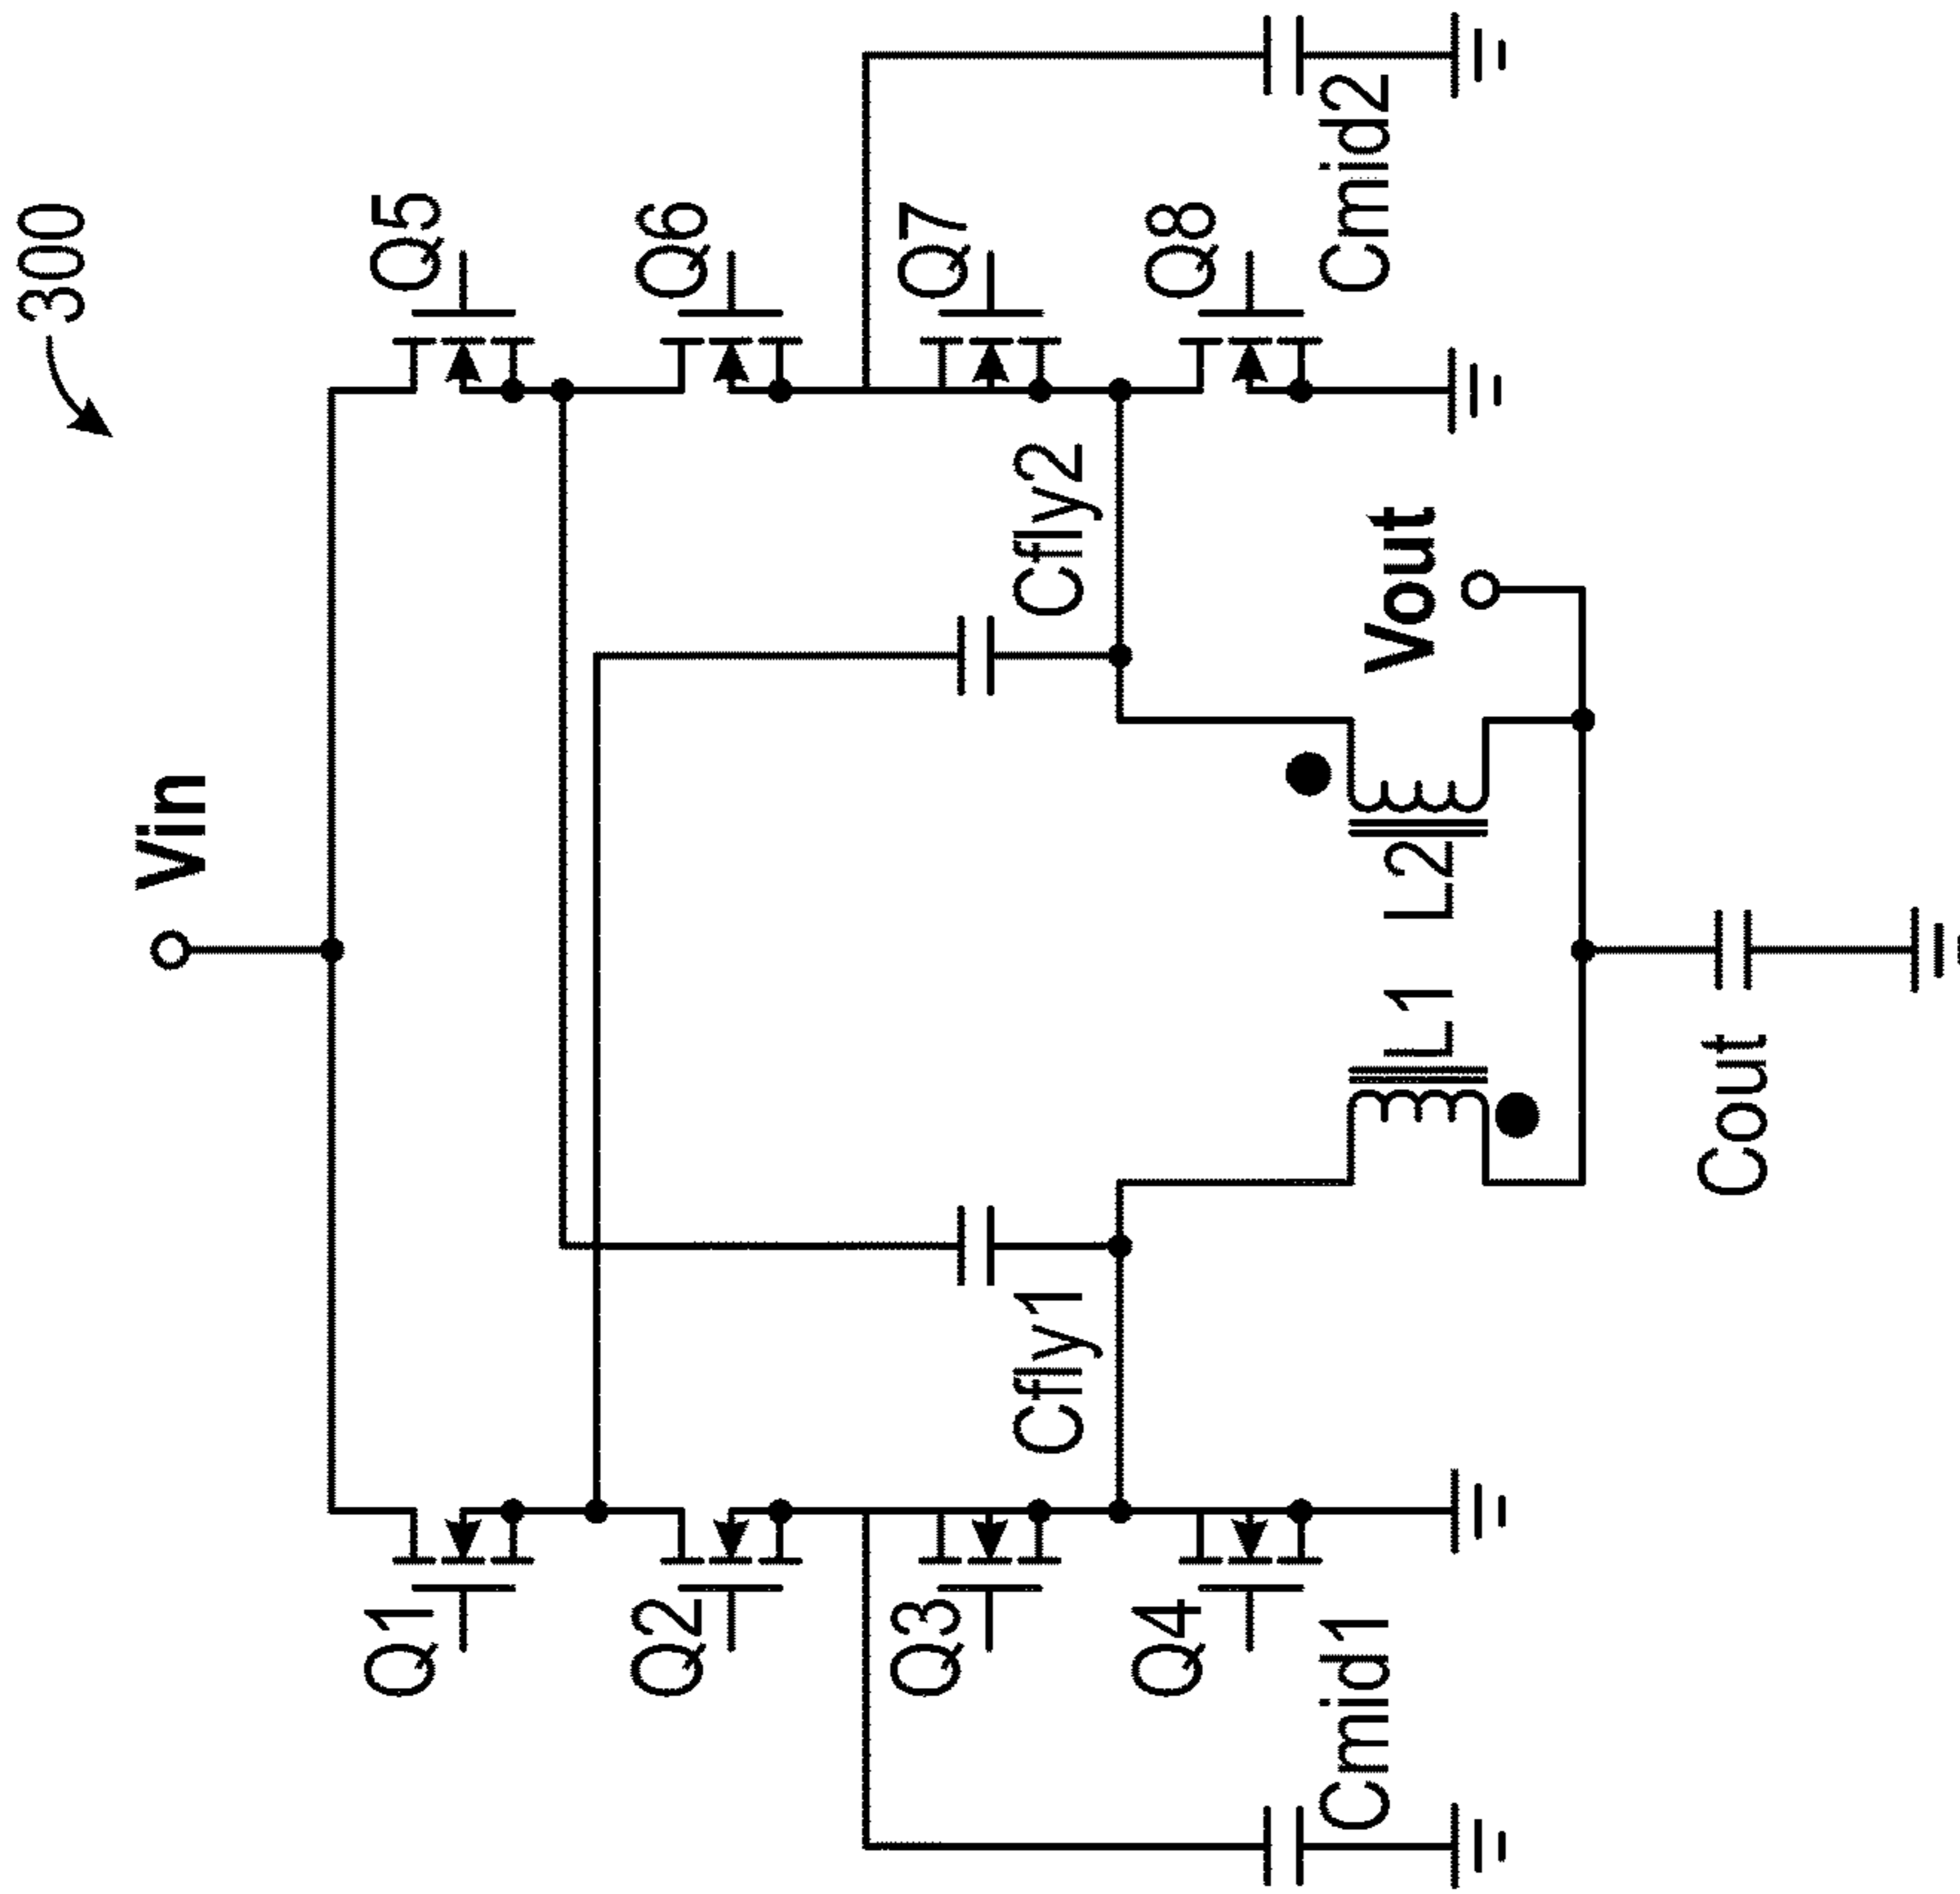 300
Vin
Q1
Q5
Q2
Q6
Q3
Q7
Cfly1
Cfly2
Q4
Q8
Cmid1
L1
L2
Vout
Cmid2
Cout